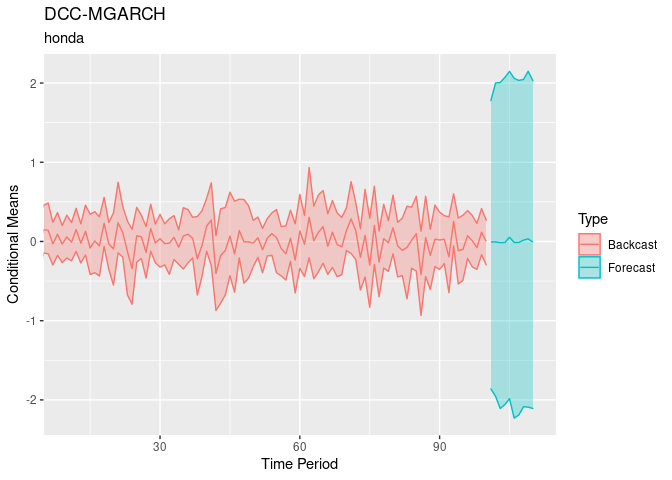 DCC-MGARCH
honda
Conditional Means
2
1
0
-1
-2
30
60
90
Time Period
Type
Backcast
Forecast